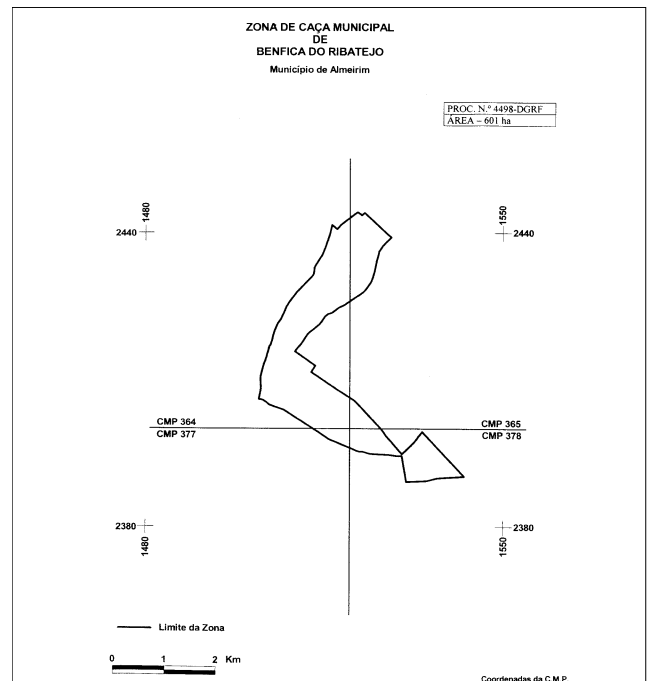 ZONA DE CAÇA MUNICIPAL
DE
BENFICA DO RIBATEJO
Município de Almeirim
PROC. N.º 4498-DGRF
ÁREA – 601 ha
1480
1550
2440
2440
CMP 364
CMP 365
CMP 377
CMP 378
2380
2380
1480
1550
Limite da Zona
0 1 2 Km
Coordenadas da C.M.P.